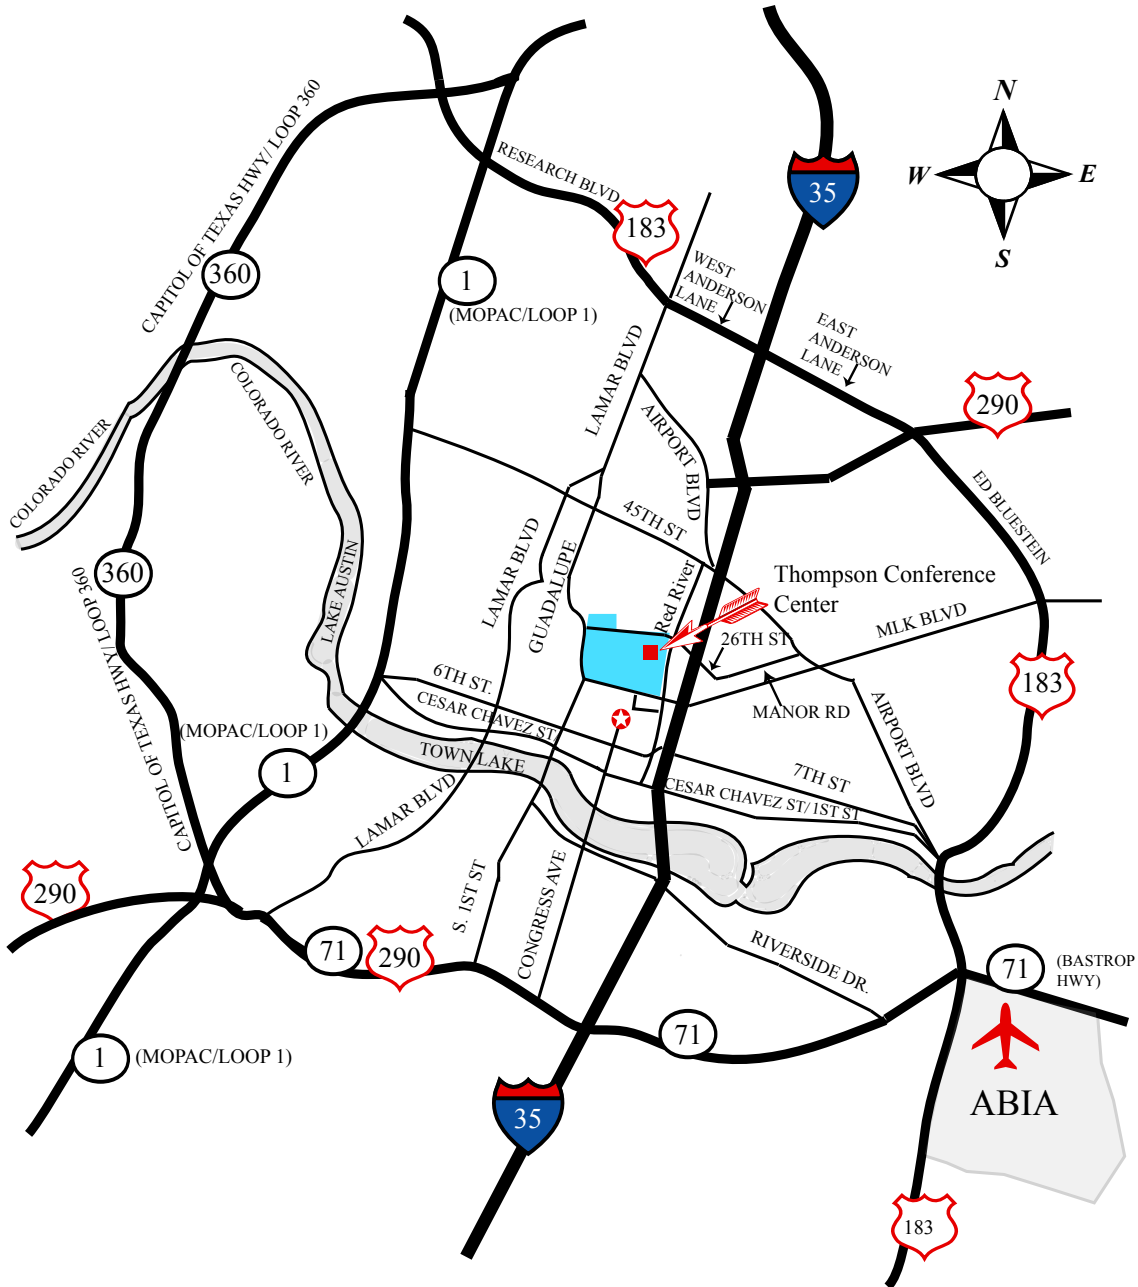 N
W
E
S
CAPITOL OF TEXAS HWY/ LOOP 360
RESEARCH BLVD
35
183
360
1
(MOPAC/LOOP 1)
WEST
ANDERSON
LANE
EAST
ANDERSON
LANE
LAMAR BLVD
290
COLORADO RIVER
COLORADO RIVER
AIRPORT BLVD
45TH ST
ED BLUESTEIN
LAMAR BLVD
GUADALUPE
360
LAKE AUSTIN
Red River
Thompson Conference
Center
MLK BLVD
26TH ST
CAPITOL OF TEXAS HWY/LOOP 360
6TH ST.
CESAR CHAVEZ ST/
183
MANOR RD
AIRPORT BLVD
(MOPAC/LOOP 1)
1
TOWN LAKE
7TH ST
CESAR CHAVEZ ST/ 1ST ST
LAMAR BLVD
290
S. 1ST ST
CONGRESS AVE
71
290
RIVERSIDE DR.
71
(BASTROP
HWY)
71
1
(MOPAC/LOOP 1)
ABIA
35
183